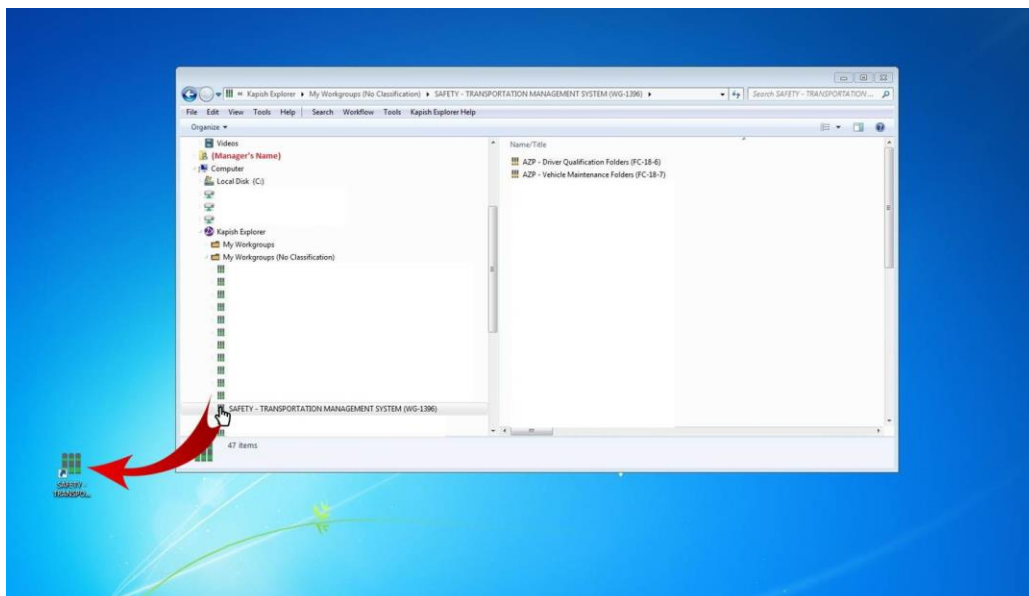 Kapish Explorer ▸ My Workgroups (No Classification) ▸ SAFETY - TRANSPORTATION MANAGEMENT SYSTEM (WG-1396) ▸
Search SAFETY - TRANSPORTATION ...
File Edit View Tools Help Search Workflow Tools Kapish Explorer Help
Organize
Videos
(Manager's Name)
Computer
Local Disk (C:)
Kapish Explorer
My Workgroups
My Workgroups (No Classification)
SAFETY - TRANSPORTATION MANAGEMENT SYSTEM (WG-1396)
Name/Title
AZP - Driver Qualification Folders (FC-18-6)
AZP - Vehicle Maintenance Folders (FC-18-7)
47 items
SAFETY -
TRANSPO...